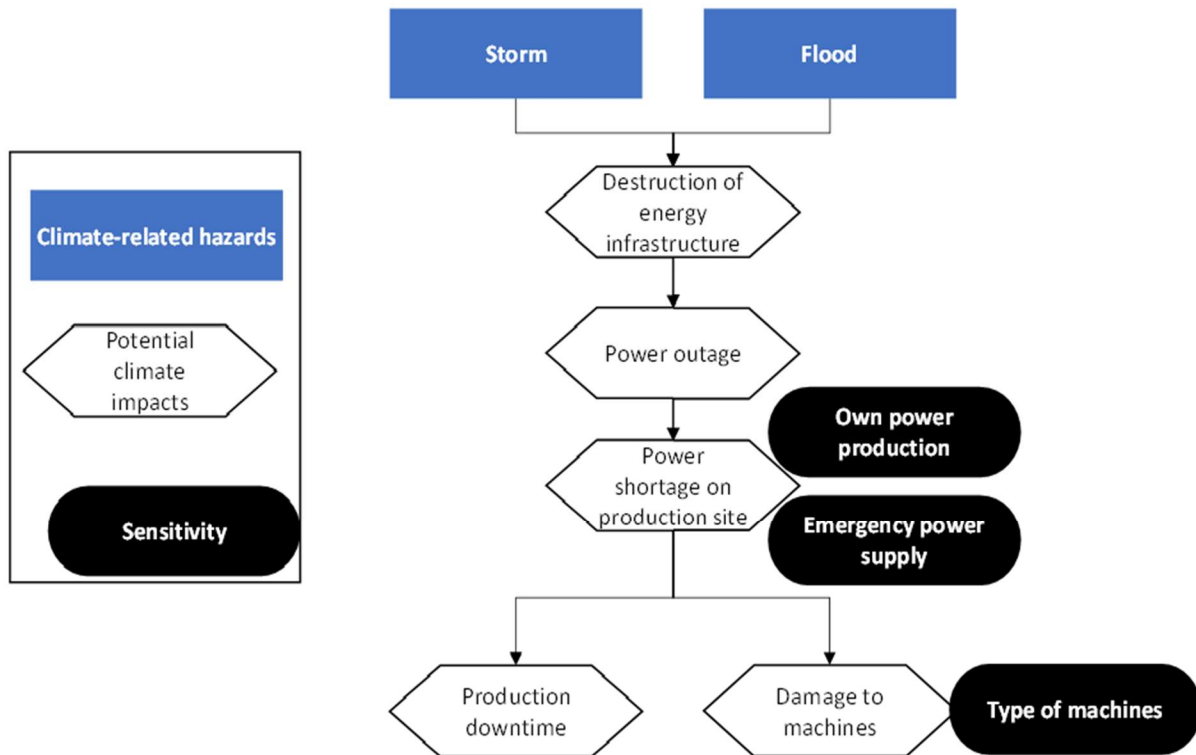 Storm
Flood
Destruction of
energy
infrastructure
Climate-related hazards
Potential
climate
impacts
Power outage
Own power
production
Power
shortage on
production site
Sensitivity
Emergency power
supply
Production
downtime
Damage to
machines
Type of machines